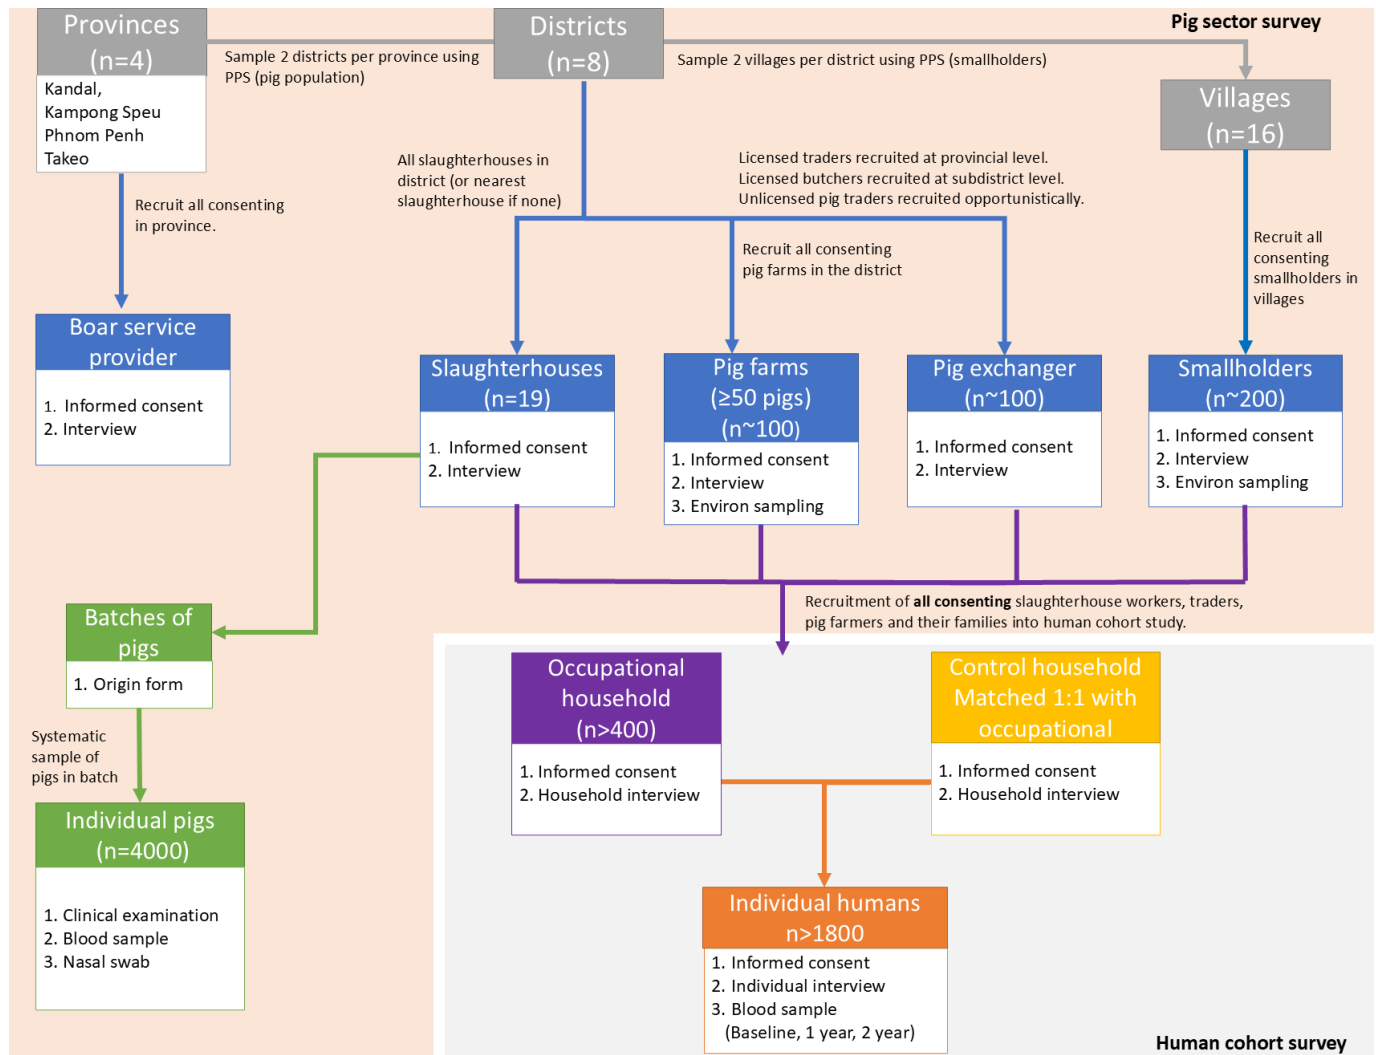 Pig sector survey
Provinces
(n=4)
Kandal,
Kampong Speu
Phnom Penh
Takeo
Sample 2 districts per province using
PPS (pig population)
Districts
(n=8)
Sample 2 villages per district using PPS (smallholders)
Villages
(n=16)
Recruit all consenting
in province.
All slaughterhouses in
district (or nearest
slaughterhouse if none)
Licensed traders recruited at provincial level.
Licensed butchers recruited at subdistrict level.
Unlicensed pig traders recruited opportunistically.
Recruit all consenting
pig farms in the district
Recruit all
consenting
smallholders in
villages
Boar service
provider
1. Informed consent
2. Interview
Slaughterhouses
(n=19)
1. Informed consent
2. Interview
Pig farms
(≥50 pigs)
(n~100)
1. Informed consent
2. Interview
3. Environ sampling
Pig exchanger
(n~100)
1. Informed consent
2. Interview
Smallholders
(n~200)
1. Informed consent
2. Interview
3. Environ sampling
Recruitment of all consenting slaughterhouse workers, traders,
pig farmers and their families into human cohort study.
Batches of
pigs
1. Origin form
Systematic
sample of
pigs in batch
Individual pigs
(n=4000)
1. Clinical examination
2. Blood sample
3. Nasal swab
Occupational
household
(n>400)
1. Informed consent
2. Household interview
Control household
Matched 1:1 with
occupational
1. Informed consent
2. Household interview
Individual humans
n>1800
1. Informed consent
2. Individual interview
3. Blood sample
(Baseline, 1 year, 2 year)
Human cohort survey